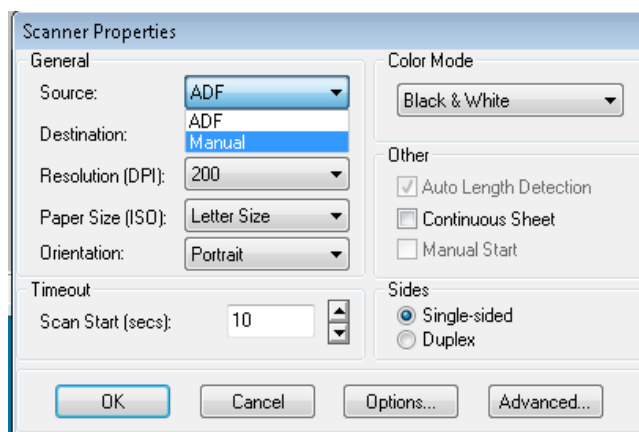 Scanner Properties
General
Source: ADF
ADF
Manual
Destination:
Resolution (DPI): 200
Paper Size (ISO): Letter Size
Orientation: Portrait
Timeout
Scan Start (secs): 10
Color Mode
Black & White
Other
Auto Length Detection
Continuous Sheet
Manual Start
Sides
Single-sided
Duplex
OK Cancel Options... Advanced...